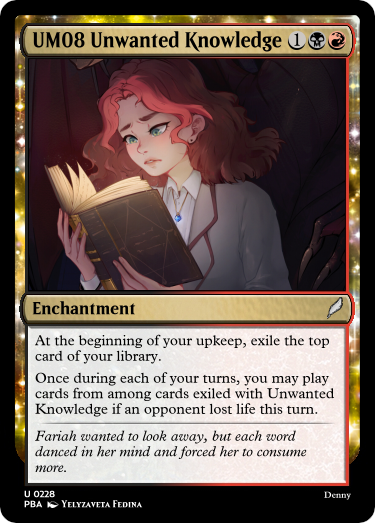 UM08 Unwanted Knowledge 1
Enchantment
At the beginning of your upkeep, exile the top
card of your library.
Once during each of your turns, you may play
cards from among cards exiled with Unwanted
Knowledge if an opponent lost life this turn.
Fariah wanted to look away, but each word
danced in her mind and forced her to consume
more.
U 0228
Denny
PBA Yelyzaveta Fedina